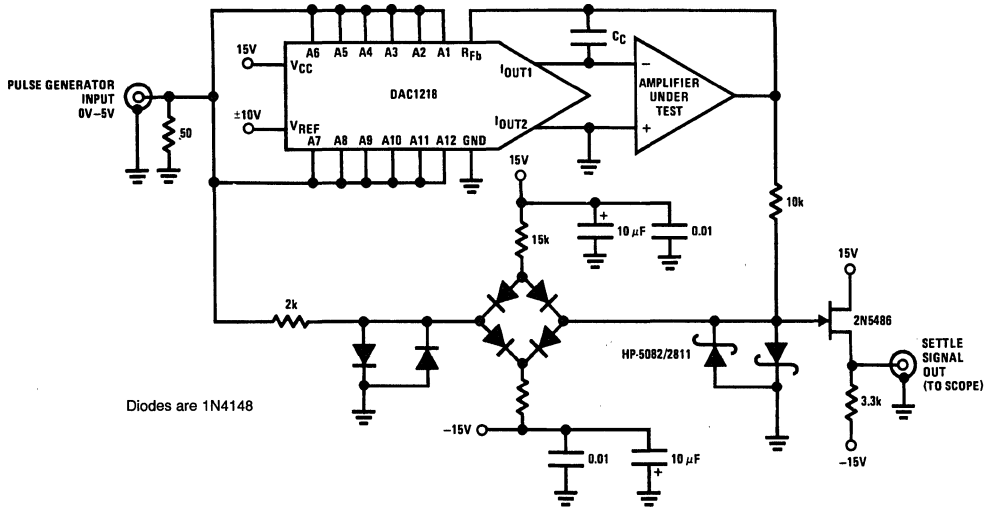 A6 A5 A4 A3 A2 A1 RFb
CC
15V
VCC
IOUT1
–
AMPLIFIER
UNDER
TEST
+
PULSE GENERATOR
INPUT
0V–5V
DAC1218
±10V
VREF
IOUT2
50
A7 A8 A9 A10 A11 A12 GND
15V
10k
15k
+
10 µF
0.01
15V
2k
2N5486
HP-5082/2811
SETTLE
SIGNAL
OUT
(TO SCOPE)
Diodes are 1N4148
3.3k
–15V
0.01
10 µF
+
–15V